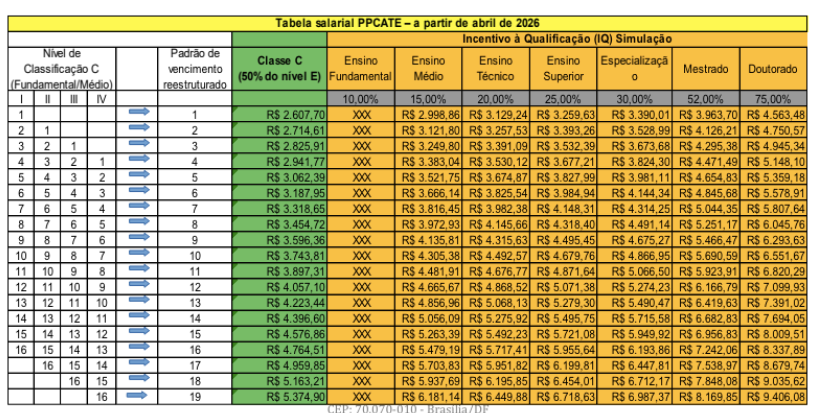 Tabela salarial PPCATE – a partir de abril de 2026
Incentivo à Qualificação (IQ) Simulação
Nível de Classificação C (Fundamental/Médio) Padrão de vencimento reestruturado Classe C (50% do nível E) Ensino Fundamental Ensino Médio Ensino Técnico Ensino Superior Especialização Mestrado Doutorado
I II III IV 10,00% 15,00% 20,00% 25,00% 30,00% 52,00% 75,00%
1 1 R$ 2.607,70 XXX R$ 2.998,86 R$ 3.129,24 R$ 3.259,63 R$ 3.390,01 R$ 3.963,70 R$ 4.563,48
2 1 2 R$ 2.714,61 XXX R$ 3.121,80 R$ 3.257,53 R$ 3.393,26 R$ 3.528,99 R$ 4.126,21 R$ 4.750,57
3 2 1 3 R$ 2.825,91 XXX R$ 3.249,80 R$ 3.391,09 R$ 3.532,39 R$ 3.673,68 R$ 4.295,38 R$ 4.945,34
4 3 2 1 4 R$ 2.941,77 XXX R$ 3.383,04 R$ 3.530,12 R$ 3.677,21 R$ 3.824,30 R$ 4.471,49 R$ 5.148,10
5 4 3 2 5 R$ 3.062,39 XXX R$ 3.521,75 R$ 3.674,87 R$ 3.827,99 R$ 3.981,11 R$ 4.654,83 R$ 5.359,18
6 5 4 3 6 R$ 3.187,95 XXX R$ 3.666,14 R$ 3.825,54 R$ 3.984,94 R$ 4.144,34 R$ 4.845,68 R$ 5.578,91
7 6 5 4 7 R$ 3.318,65 XXX R$ 3.816,45 R$ 3.982,38 R$ 4.148,31 R$ 4.314,25 R$ 5.044,35 R$ 5.807,64
8 7 6 5 8 R$ 3.454,72 XXX R$ 3.972,93 R$ 4.145,66 R$ 4.318,40 R$ 4.491,14 R$ 5.251,17 R$ 6.045,76
9 8 7 6 9 R$ 3.596,36 XXX R$ 4.135,81 R$ 4.315,63 R$ 4.495,45 R$ 4.675,27 R$ 5.466,47 R$ 6.293,63
10 9 8 7 10 R$ 3.743,81 XXX R$ 4.305,38 R$ 4.492,57 R$ 4.679,76 R$ 4.866,95 R$ 5.690,59 R$ 6.551,67
11 10 9 8 11 R$ 3.897,31 XXX R$ 4.481,91 R$ 4.676,77 R$ 4.871,64 R$ 5.066,50 R$ 5.923,91 R$ 6.820,29
12 11 10 9 12 R$ 4.057,10 XXX R$ 4.665,67 R$ 4.868,52 R$ 5.071,38 R$ 5.274,23 R$ 6.166,79 R$ 7.099,93
13 12 11 10 13 R$ 4.223,44 XXX R$ 4.856,96 R$ 5.068,13 R$ 5.279,30 R$ 5.490,47 R$ 6.419,63 R$ 7.391,02
14 13 12 11 14 R$ 4.396,60 XXX R$ 5.056,09 R$ 5.275,92 R$ 5.495,75 R$ 5.715,58 R$ 6.682,83 R$ 7.694,05
15 14 13 12 15 R$ 4.576,86 XXX R$ 5.263,39 R$ 5.492,23 R$ 5.721,08 R$ 5.949,92 R$ 6.956,83 R$ 8.009,51
16 15 14 13 16 R$ 4.764,51 XXX R$ 5.479,19 R$ 5.717,41 R$ 5.955,64 R$ 6.193,86 R$ 7.242,06 R$ 8.337,89
16 15 14 17 R$ 4.959,85 XXX R$ 5.703,83 R$ 5.951,82 R$ 6.199,81 R$ 6.447,81 R$ 7.538,97 R$ 8.679,74
16 15 18 R$ 5.163,21 XXX R$ 5.937,69 R$ 6.195,85 R$ 6.454,01 R$ 6.712,17 R$ 7.848,08 R$ 9.035,62
16 19 R$ 5.374,90 XXX R$ 6.181,14 R$ 6.449,88 R$ 6.718,63 R$ 6.987,37 R$ 8.169,85 R$ 9.406,08
CEP: 70.070-010 - Brasília/DF